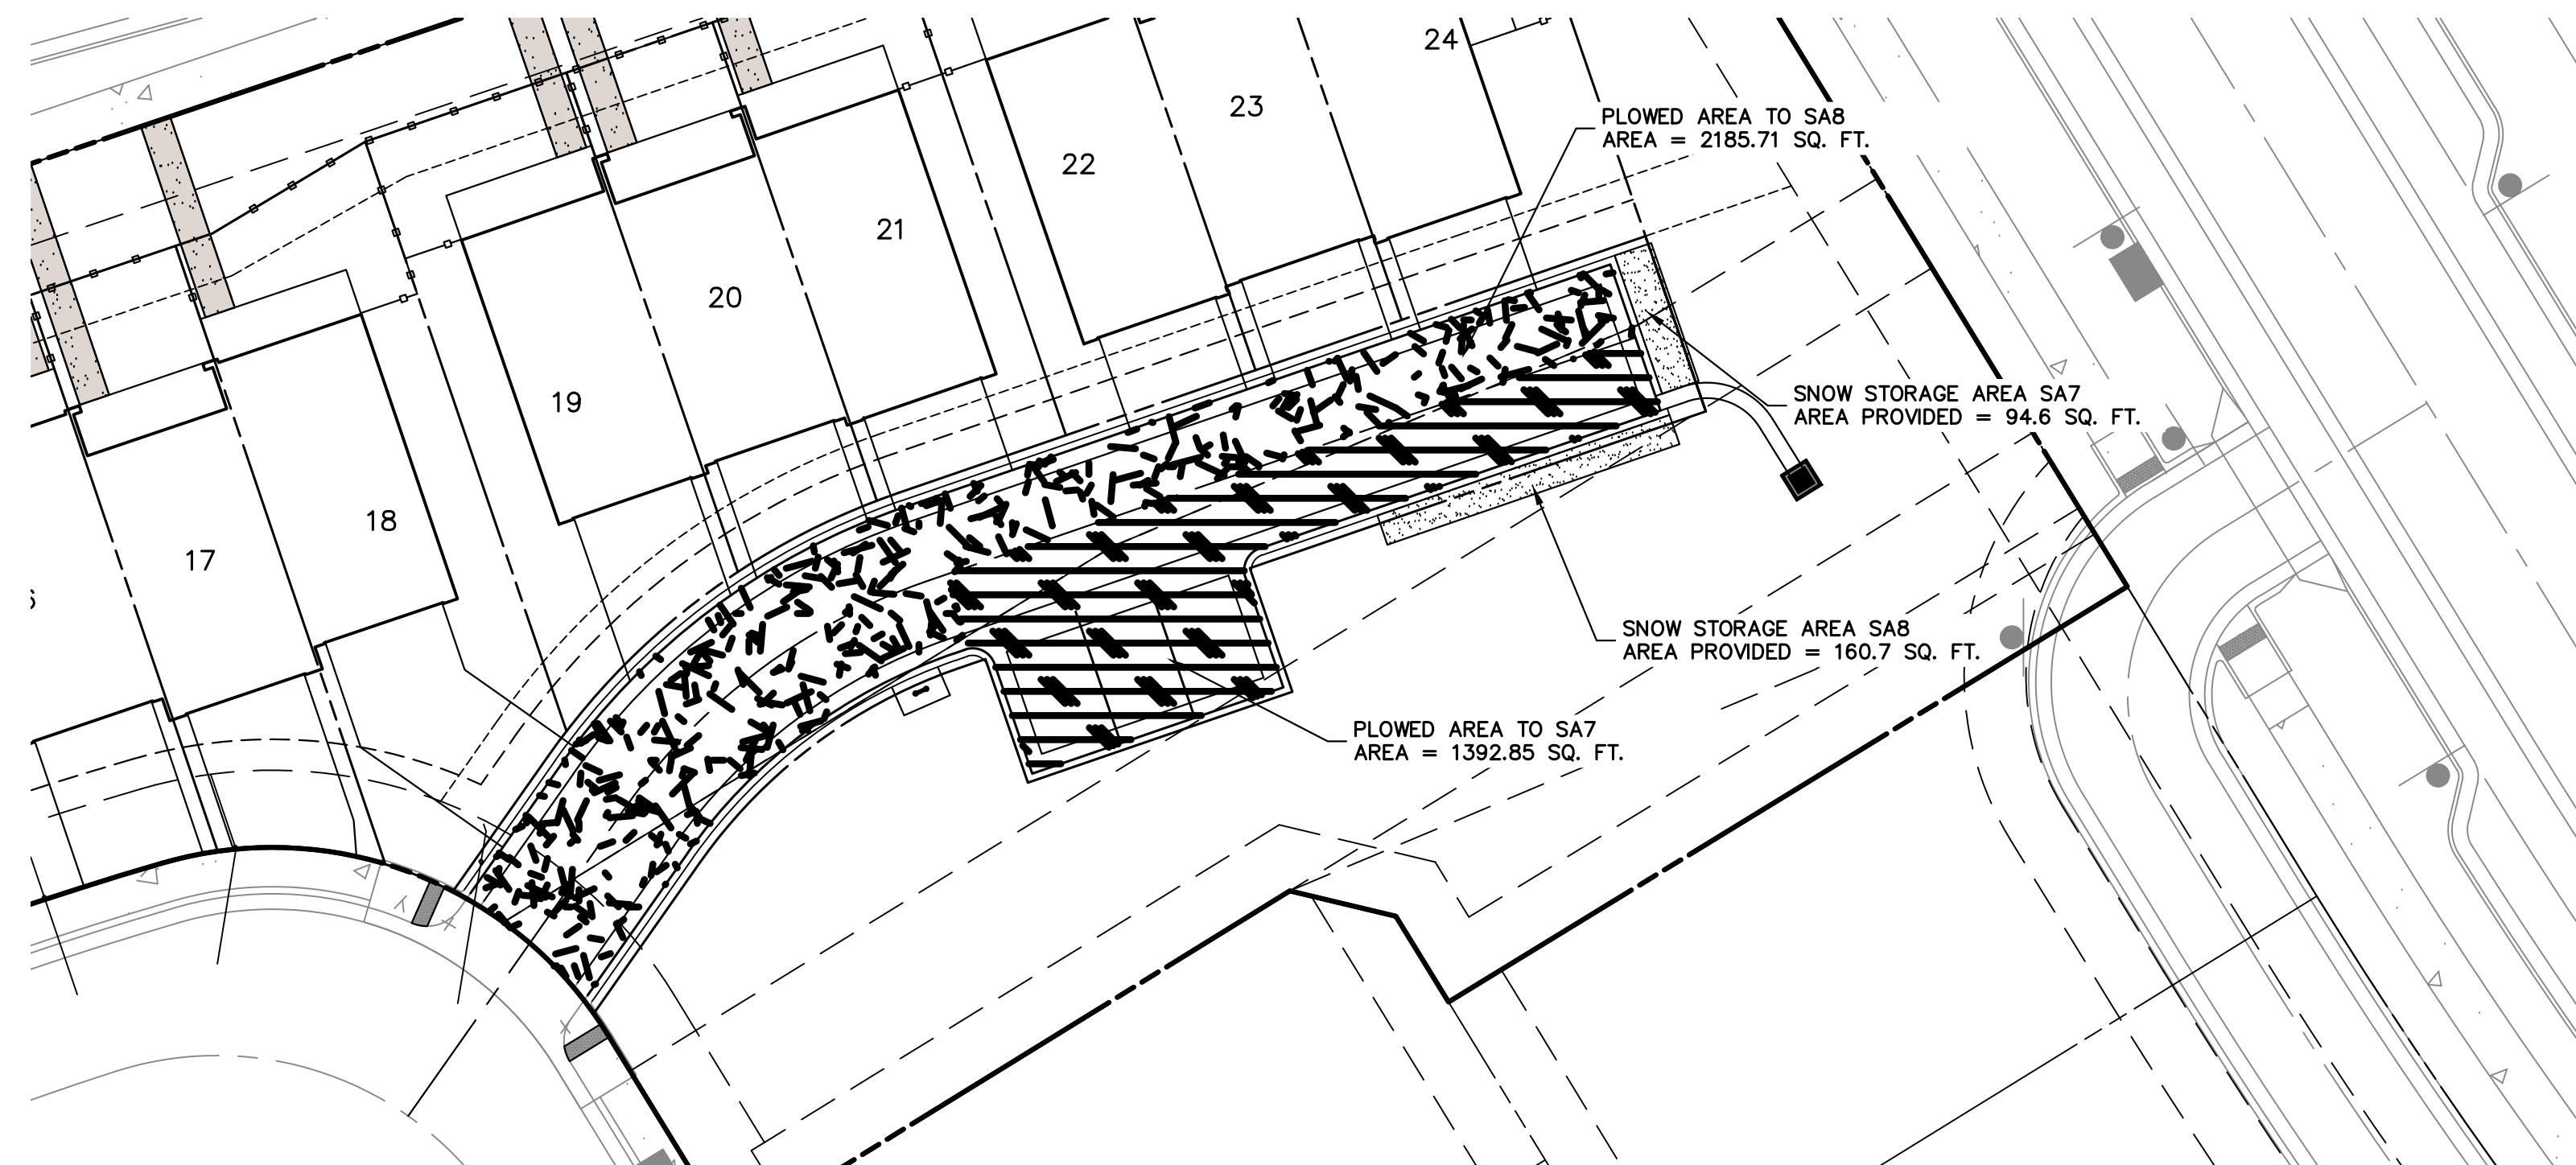 24
23
PLOWED AREA TO SA8
AREA = 2185.71 SQ. FT.
22
21
20
SNOW STORAGE AREA SA7
AREA PROVIDED = 94.6 SQ. FT.
19
18
17
SNOW STORAGE AREA SA8
AREA PROVIDED = 160.7 SQ. FT.
PLOWED AREA TO SA7
AREA = 1392.85 SQ. FT.